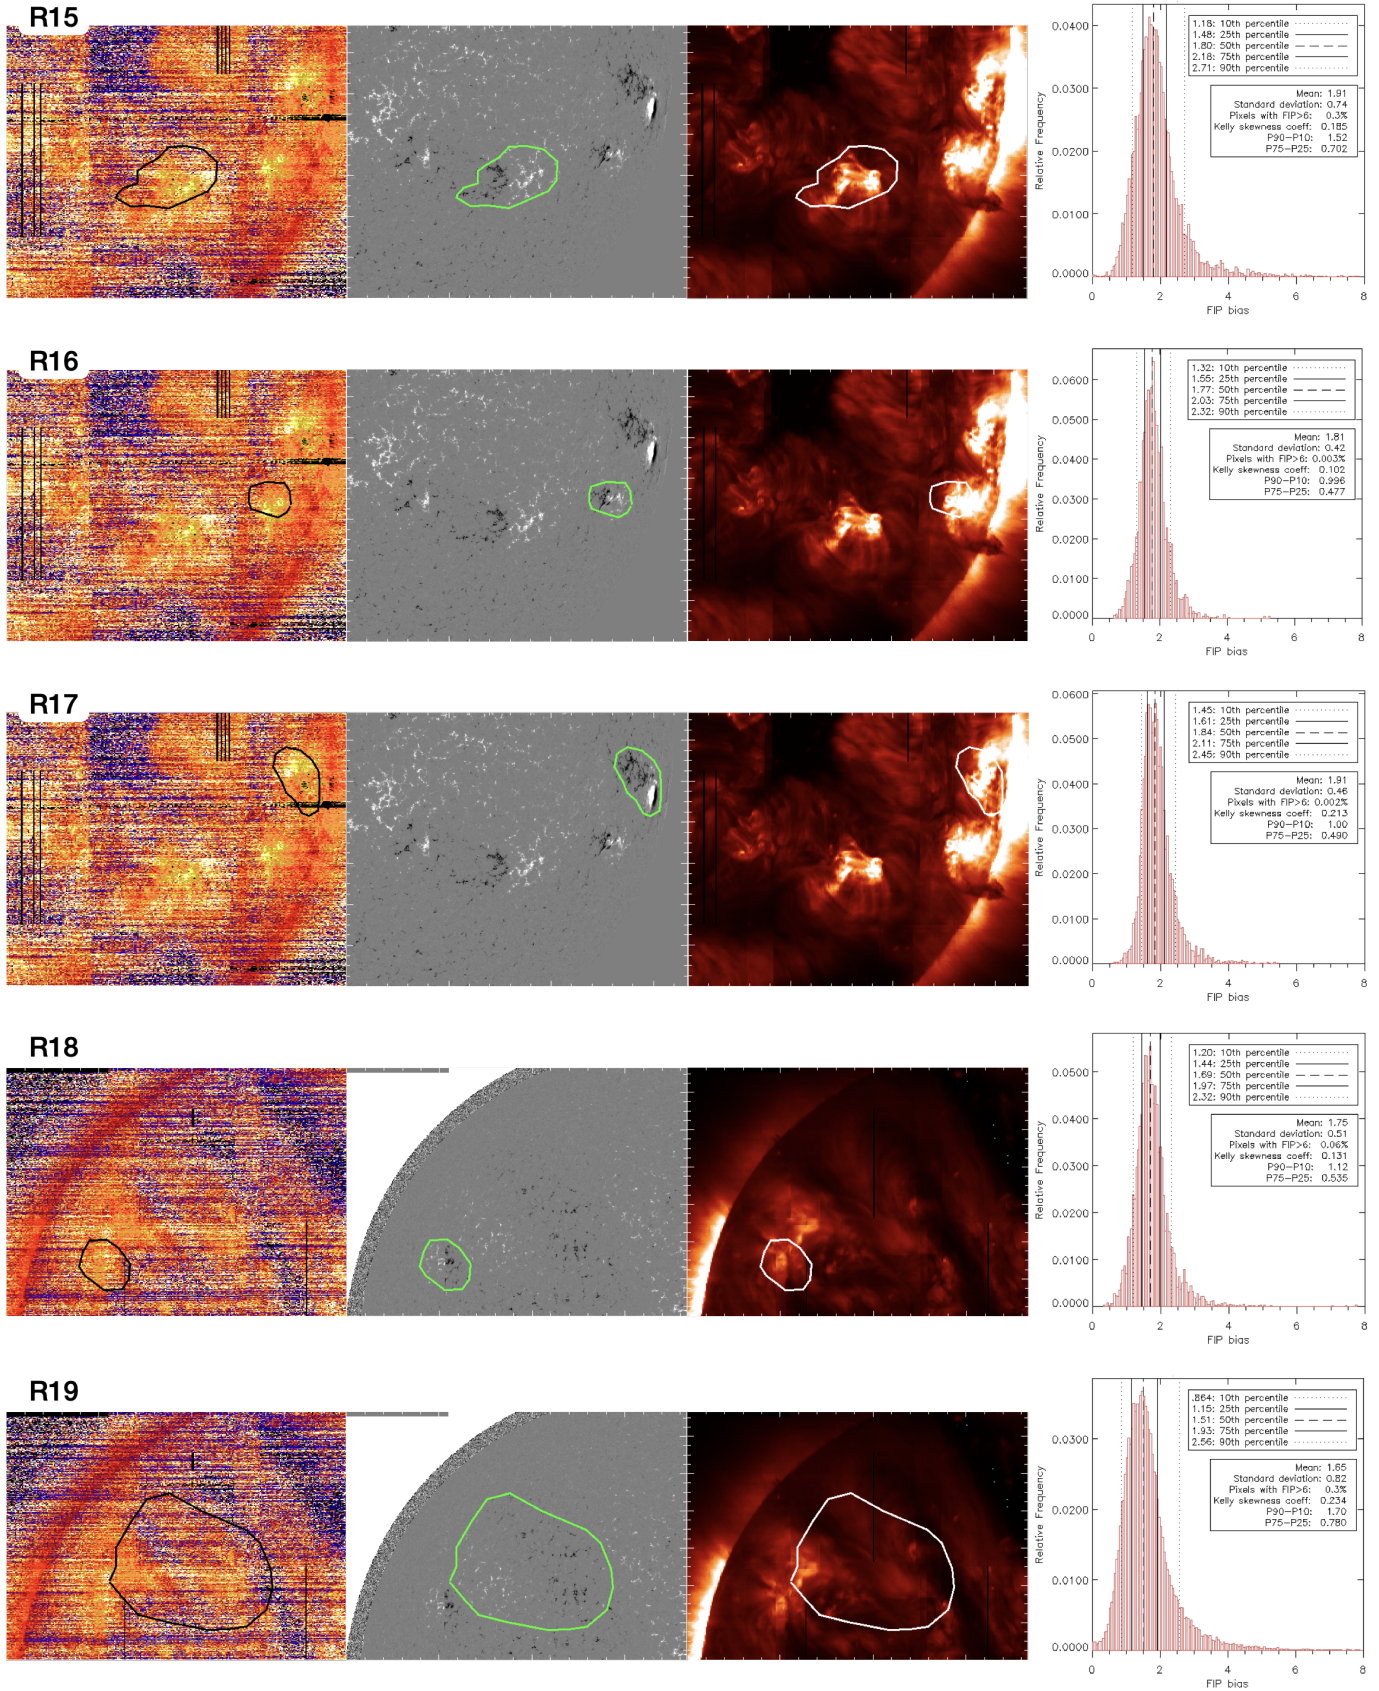 R15
0.0400
0.0300
0.0200
0.0100
0.0000
Relative Frequency
1.18: 10th percentile
1.48: 25th percentile
1.80: 50th percentile
2.18: 75th percentile
2.71: 90th percentile
Mean: 1.91
Standard deviation: 0.74
Pixels with FIP>6: 0.3%
Kelly skewness coeff: 0.185
P90-P10: 1.52
P75-P25: 0.702
0 2 4 6 8
FIP bias
R16
0.0600
0.0500
0.0400
0.0300
0.0200
0.0100
0.0000
Relative Frequency
1.32: 10th percentile
1.55: 25th percentile
1.77: 50th percentile
2.03: 75th percentile
2.32: 90th percentile
Mean: 1.81
Standard deviation: 0.42
Pixels with FIP>6: 0.003%
Kelly skewness coeff: 0.102
P90-P10: 0.996
P75-P25: 0.477
0 2 4 6 8
FIP bias
R17
0.0600
0.0500
0.0400
0.0300
0.0200
0.0100
0.0000
Relative Frequency
1.45: 10th percentile
1.61: 25th percentile
1.84: 50th percentile
2.11: 75th percentile
2.45: 90th percentile
Mean: 1.91
Standard deviation: 0.46
Pixels with FIP>6: 0.002%
Kelly skewness coeff: 0.213
P90-P10: 1.00
P75-P25: 0.490
0 2 4 6 8
FIP bias
R18
0.0500
0.0400
0.0300
0.0200
0.0100
0.0000
Relative Frequency
1.20: 10th percentile
1.44: 25th percentile
1.69: 50th percentile
1.97: 75th percentile
2.32: 90th percentile
Mean: 1.75
Standard deviation: 0.51
Pixels with FIP>6: 0.06%
Kelly skewness coeff: 0.131
P90-P10: 1.12
P75-P25: 0.535
0 2 4 6 8
FIP bias
R19
0.0300
0.0200
0.0100
0.0000
Relative Frequency
.864: 10th percentile
1.15: 25th percentile
1.51: 50th percentile
1.93: 75th percentile
2.56: 90th percentile
Mean: 1.65
Standard deviation: 0.82
Pixels with FIP>6: 0.3%
Kelly skewness coeff: 0.234
P90-P10: 1.70
P75-P25: 0.780
0 2 4 6 8
FIP bias